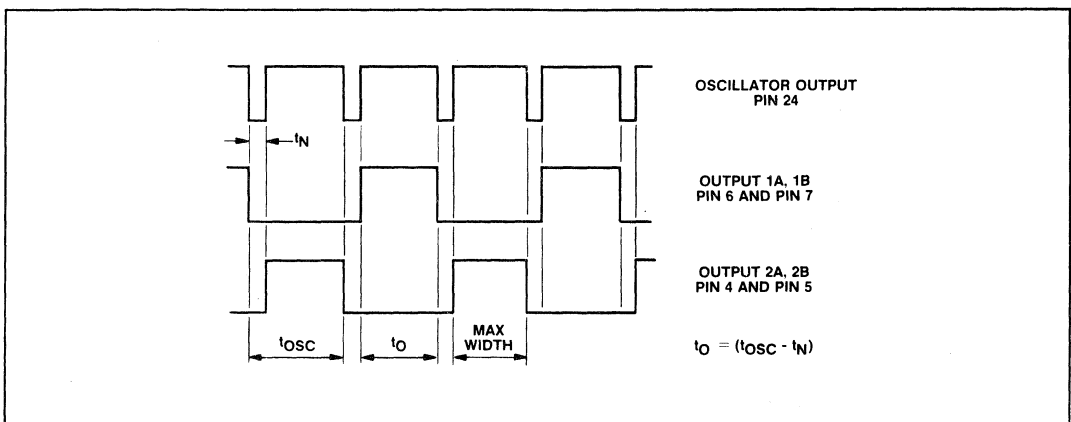 OSCILLATOR OUTPUT
PIN 24
tN
OUTPUT 1A, 1B
PIN 6 AND PIN 7
OUTPUT 2A, 2B
PIN 4 AND PIN 5
tOSC
tO
MAX
WIDTH
tO = (tOSC - tN)